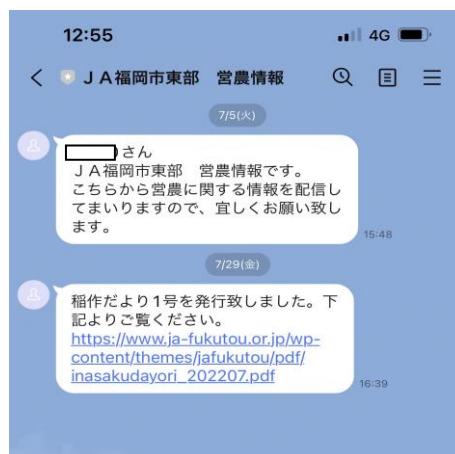 12:55
4G
JA福岡市東部 営農情報
7/5(火)
さん
JA福岡市東部 営農情報です。
こちらから営農に関する情報を配信し
てまいりますので、宜しくお願い致し
ます。
15:48
7/29(金)
稲作だより1号を発行致しました。下
記よりご覧ください。
https://www.ja-fukutou.or.jp/wp-
content/themes/jafukutou/pdf/
inasakudayori_202207.pdf
16:39